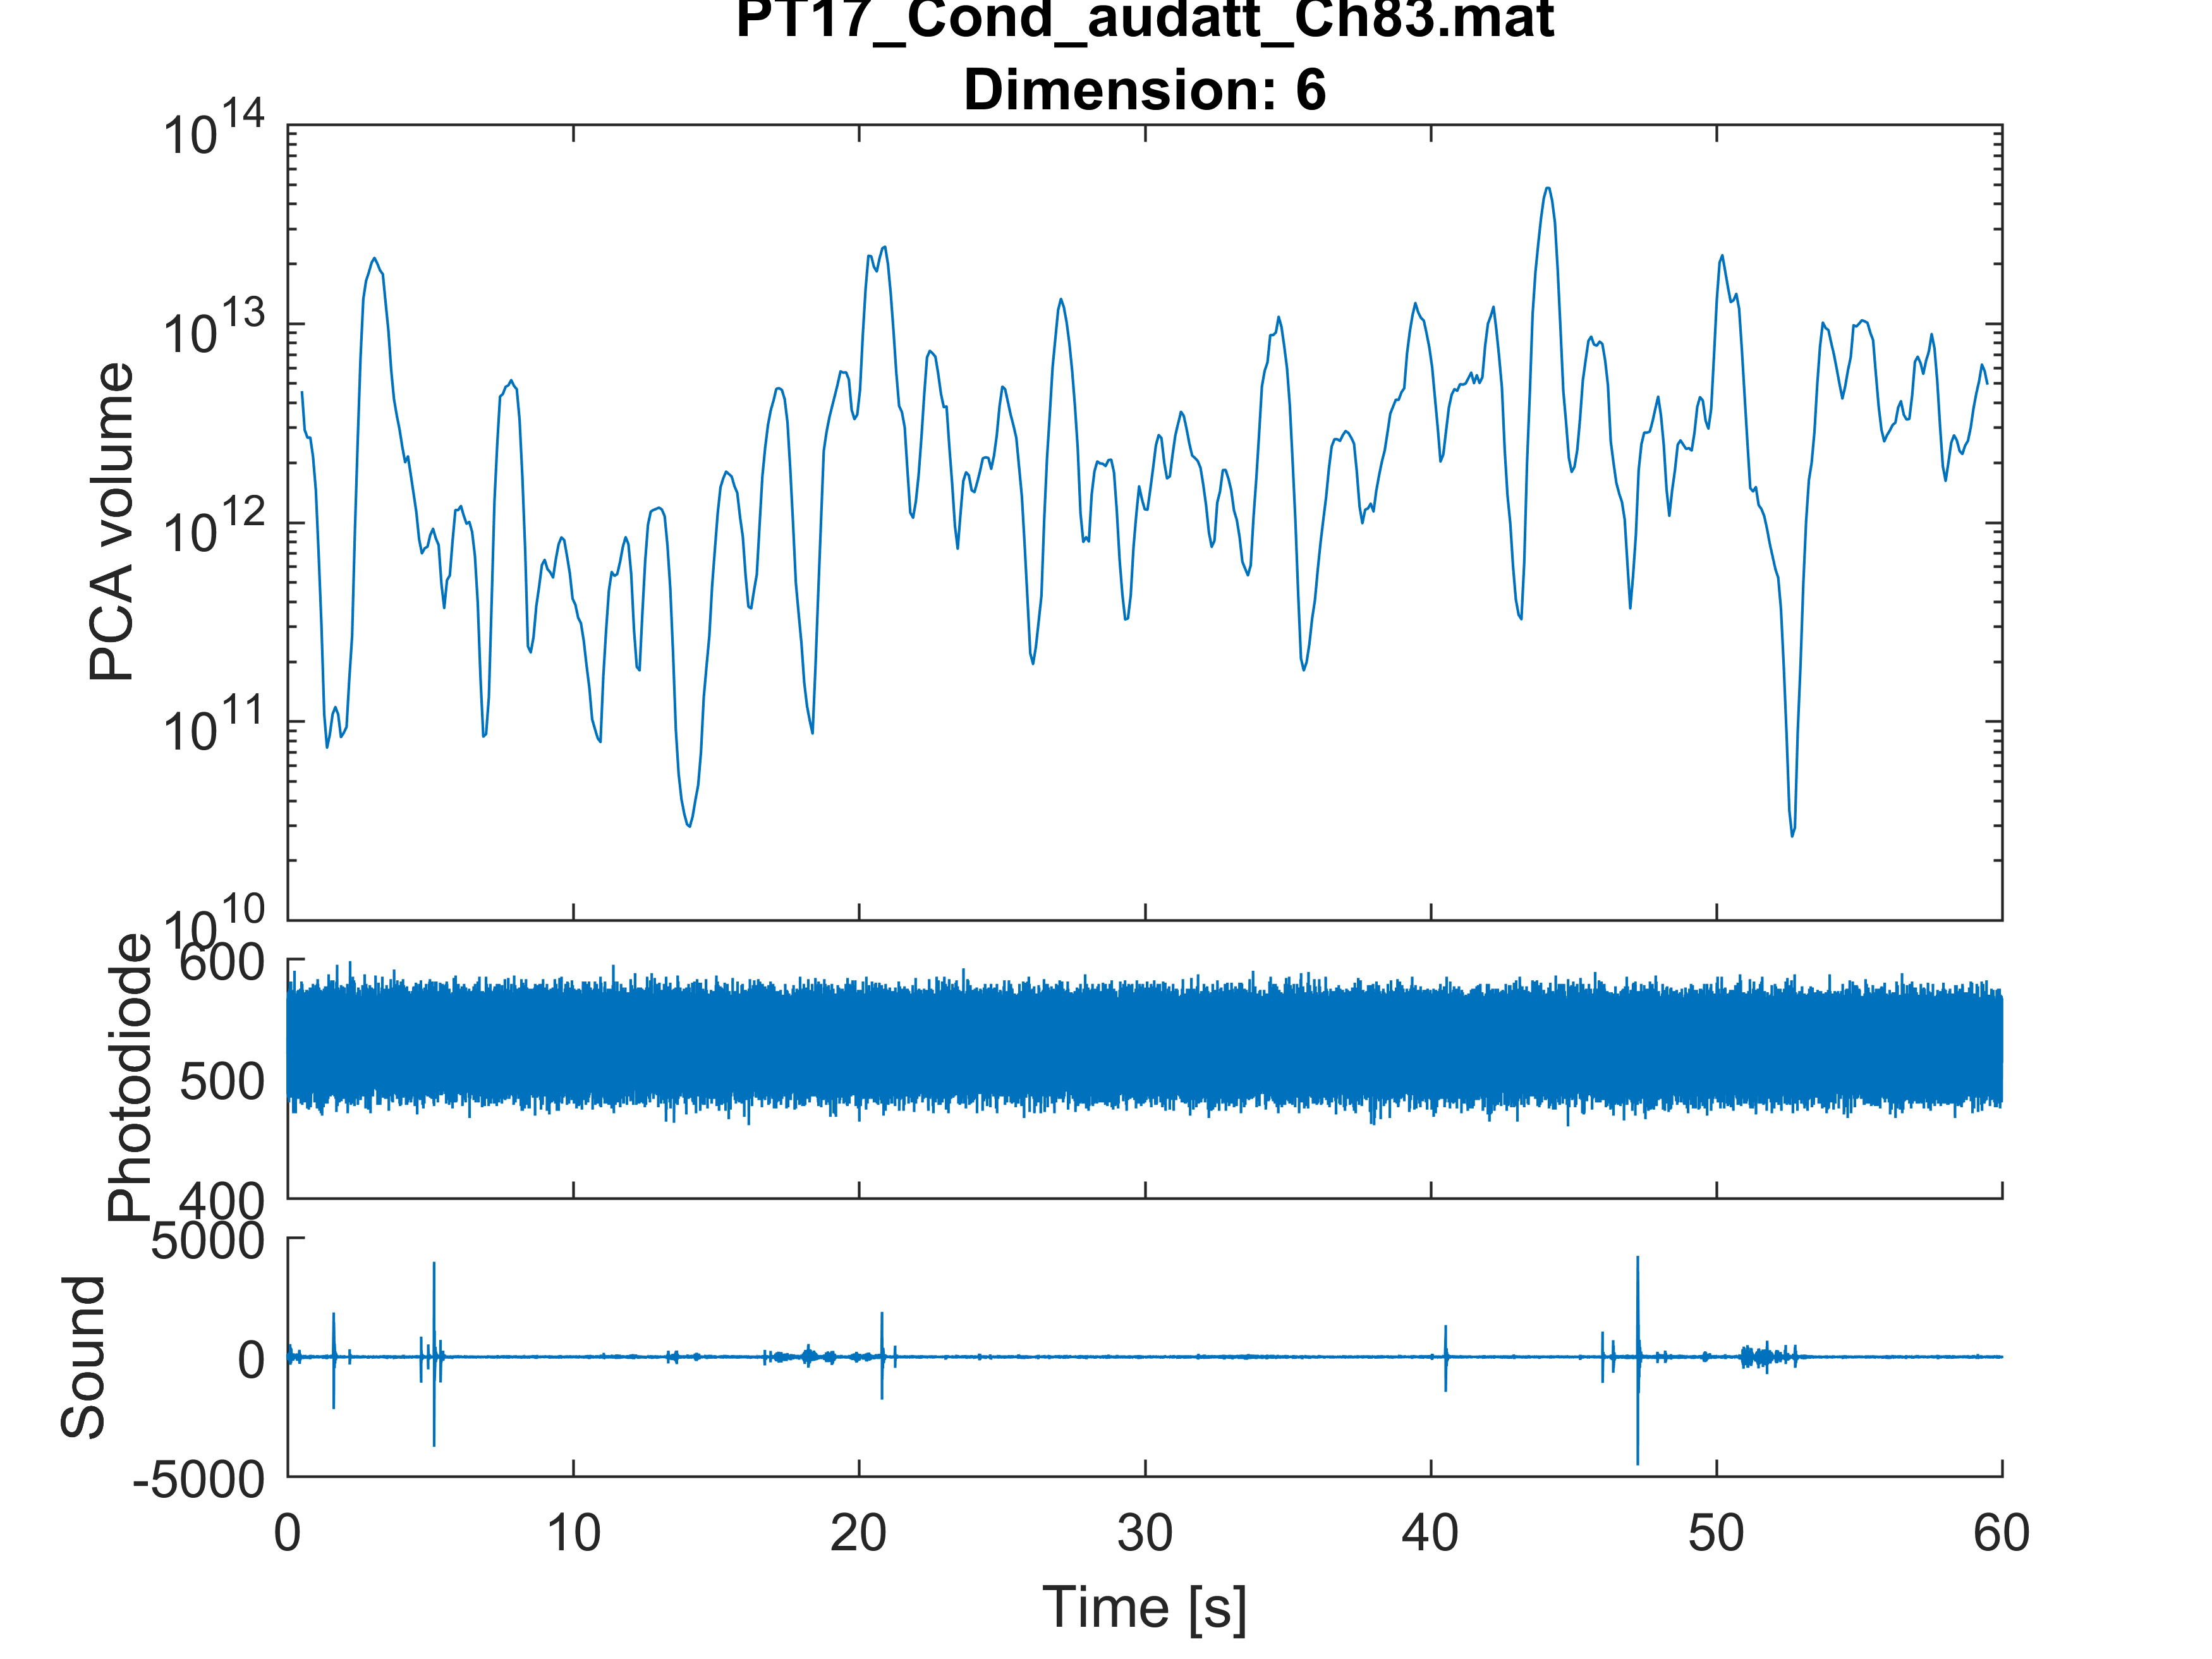 PT17_Cond_audatt_Ch83.mat
Dimension: 6
PCA volume
10^14
10^13
10^12
10^11
10^10
Photodiode
600
500
400
Sound
5000
0
-5000
0 10 20 30 40 50 60
Time [s]